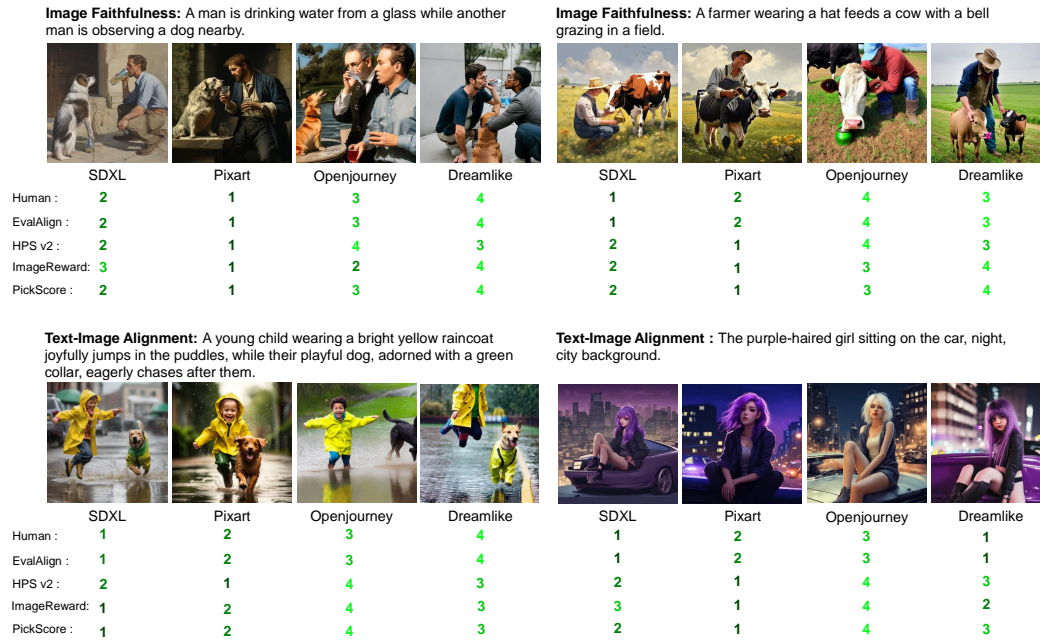 Image Faithfulness: A man is drinking water from a glass while another
man is observing a dog nearby.
SDXL Pixart Openjourney Dreamlike
Human : 2 1 3 4
EvalAlign : 2 1 3 4
HPS v2 : 2 1 4 3
ImageReward: 3 1 2 4
PickScore : 2 1 3 4
Image Faithfulness: A farmer wearing a hat feeds a cow with a bell
grazing in a field.
SDXL Pixart Openjourney Dreamlike
1 2 4 3
1 2 4 3
2 1 4 3
2 1 3 4
2 1 3 4
Text-Image Alignment: A young child wearing a bright yellow raincoat
joyfully jumps in the puddles, while their playful dog, adorned with a green
collar, eagerly chases after them.
SDXL Pixart Openjourney Dreamlike
Human : 1 2 3 4
EvalAlign : 1 2 3 4
HPS v2 : 2 1 4 3
ImageReward: 1 2 4 3
PickScore : 1 2 4 3
Text-Image Alignment : The purple-haired girl sitting on the car, night,
city background.
SDXL Pixart Openjourney Dreamlike
1 2 3 1
1 2 3 1
2 1 4 3
3 1 4 2
2 1 4 3